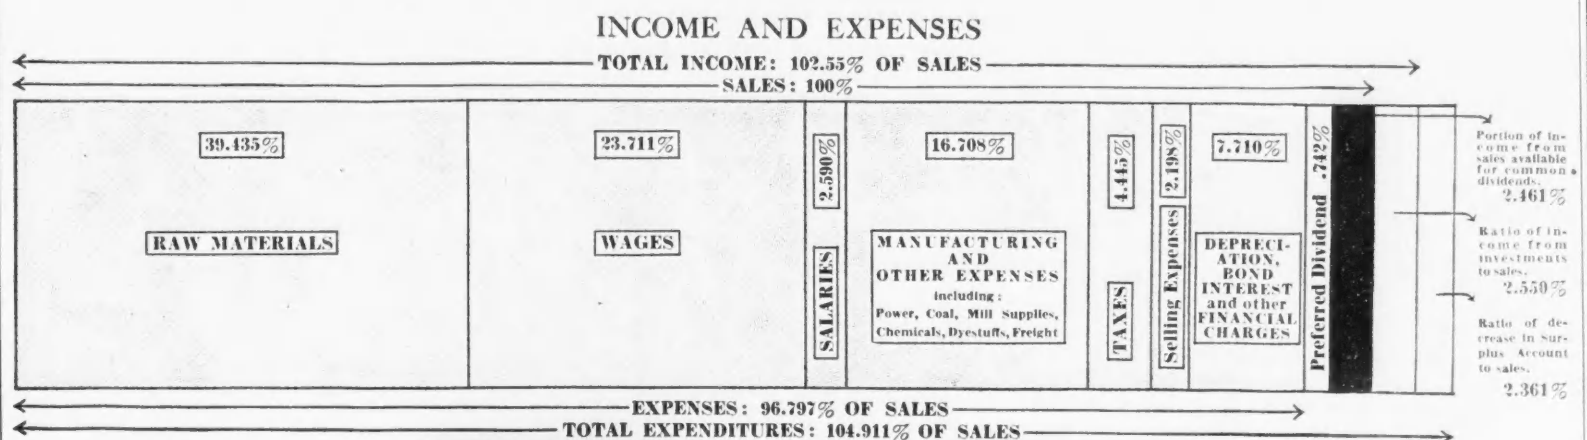 INCOME AND EXPENSES
TOTAL INCOME: 102.55% OF SALES
SALES: 100%
39.435%
RAW MATERIALS
23.711%
WAGES
2.590%
SALARIES
16.708%
MANUFACTURING
AND
OTHER EXPENSES
including:
Power, Coal, Mill Supplies,
Chemicals, Dyestuffs, Freight
4.445%
TAXES
2.198%
Selling Expenses
7.710%
DEPRECI-
ATION,
BOND
INTEREST
and other
FINANCIAL
CHARGES
Preferred Dividend .742%
Portion of in-
come from
sales available
for common
dividends.
2.461%
Ratio of in-
come from
investments
to sales.
2.550%
Ratio of de-
crease in Sur-
plus Account
to sales.
2.361%
EXPENSES: 96.797% OF SALES
TOTAL EXPENDITURES: 104.911% OF SALES